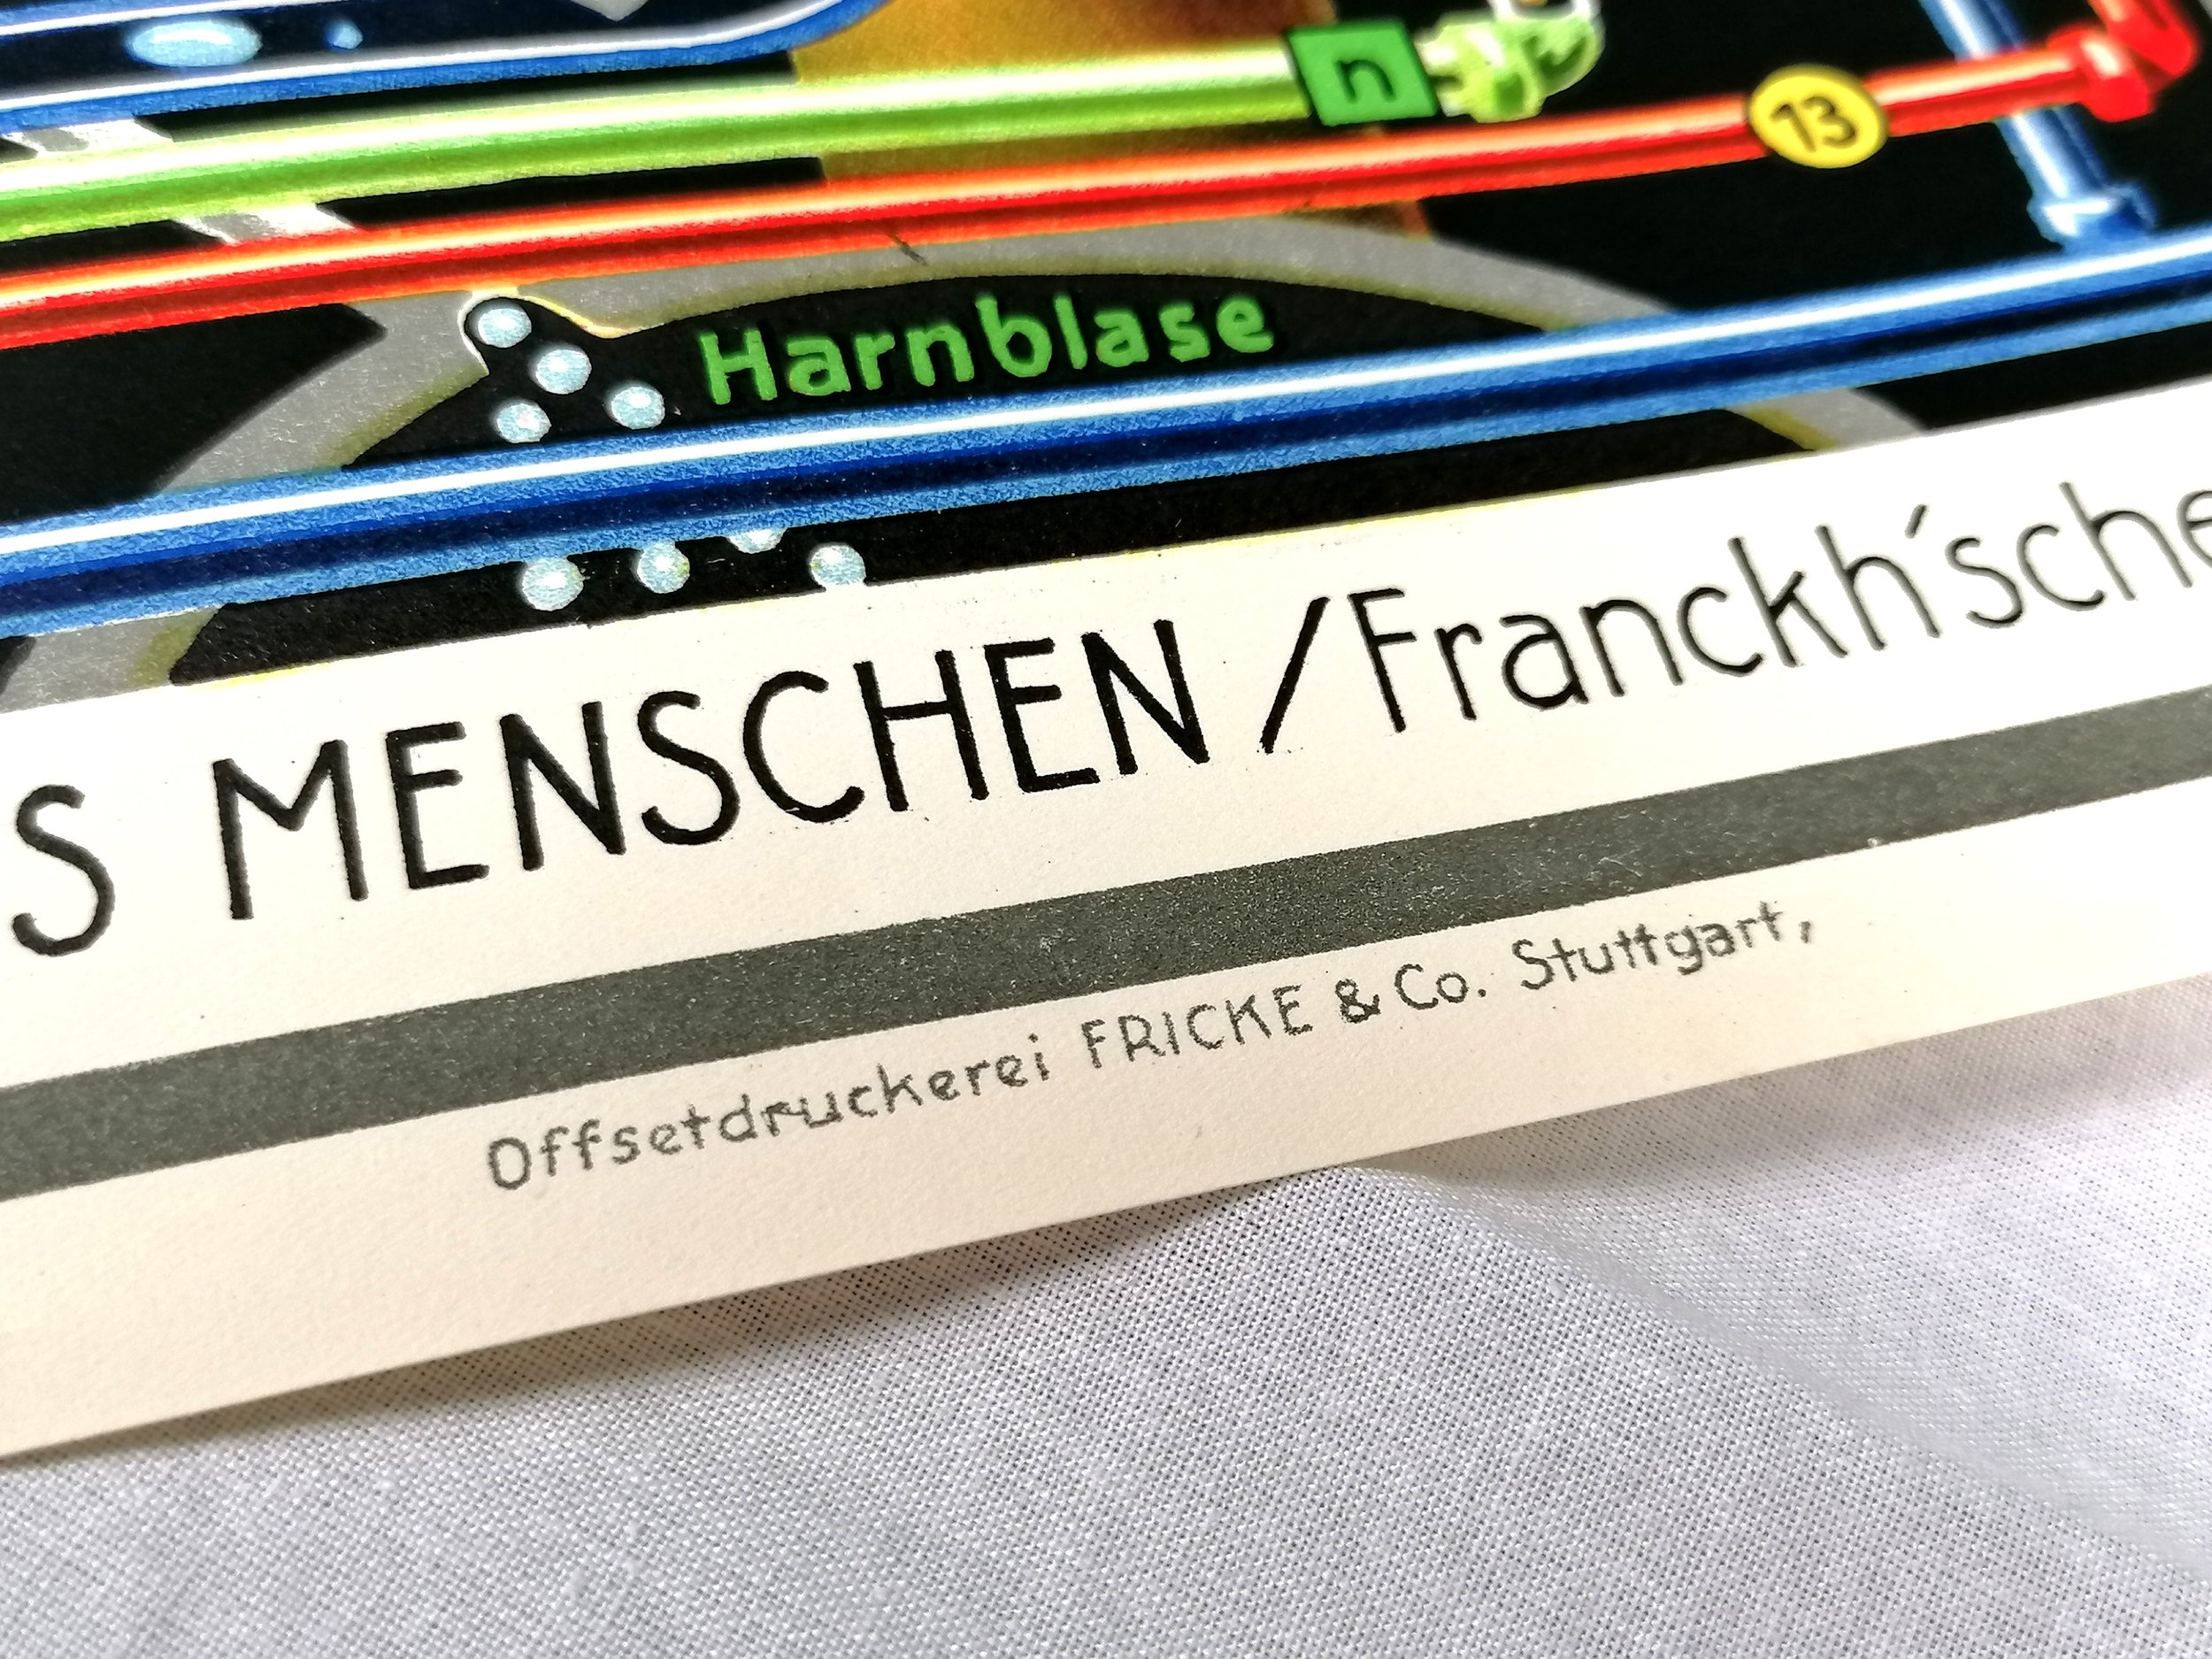 n
13
Harnblase
S MENSCHEN / Franckh´sche
Offsetdruckerei FRICKE & Co. Stuttgart,